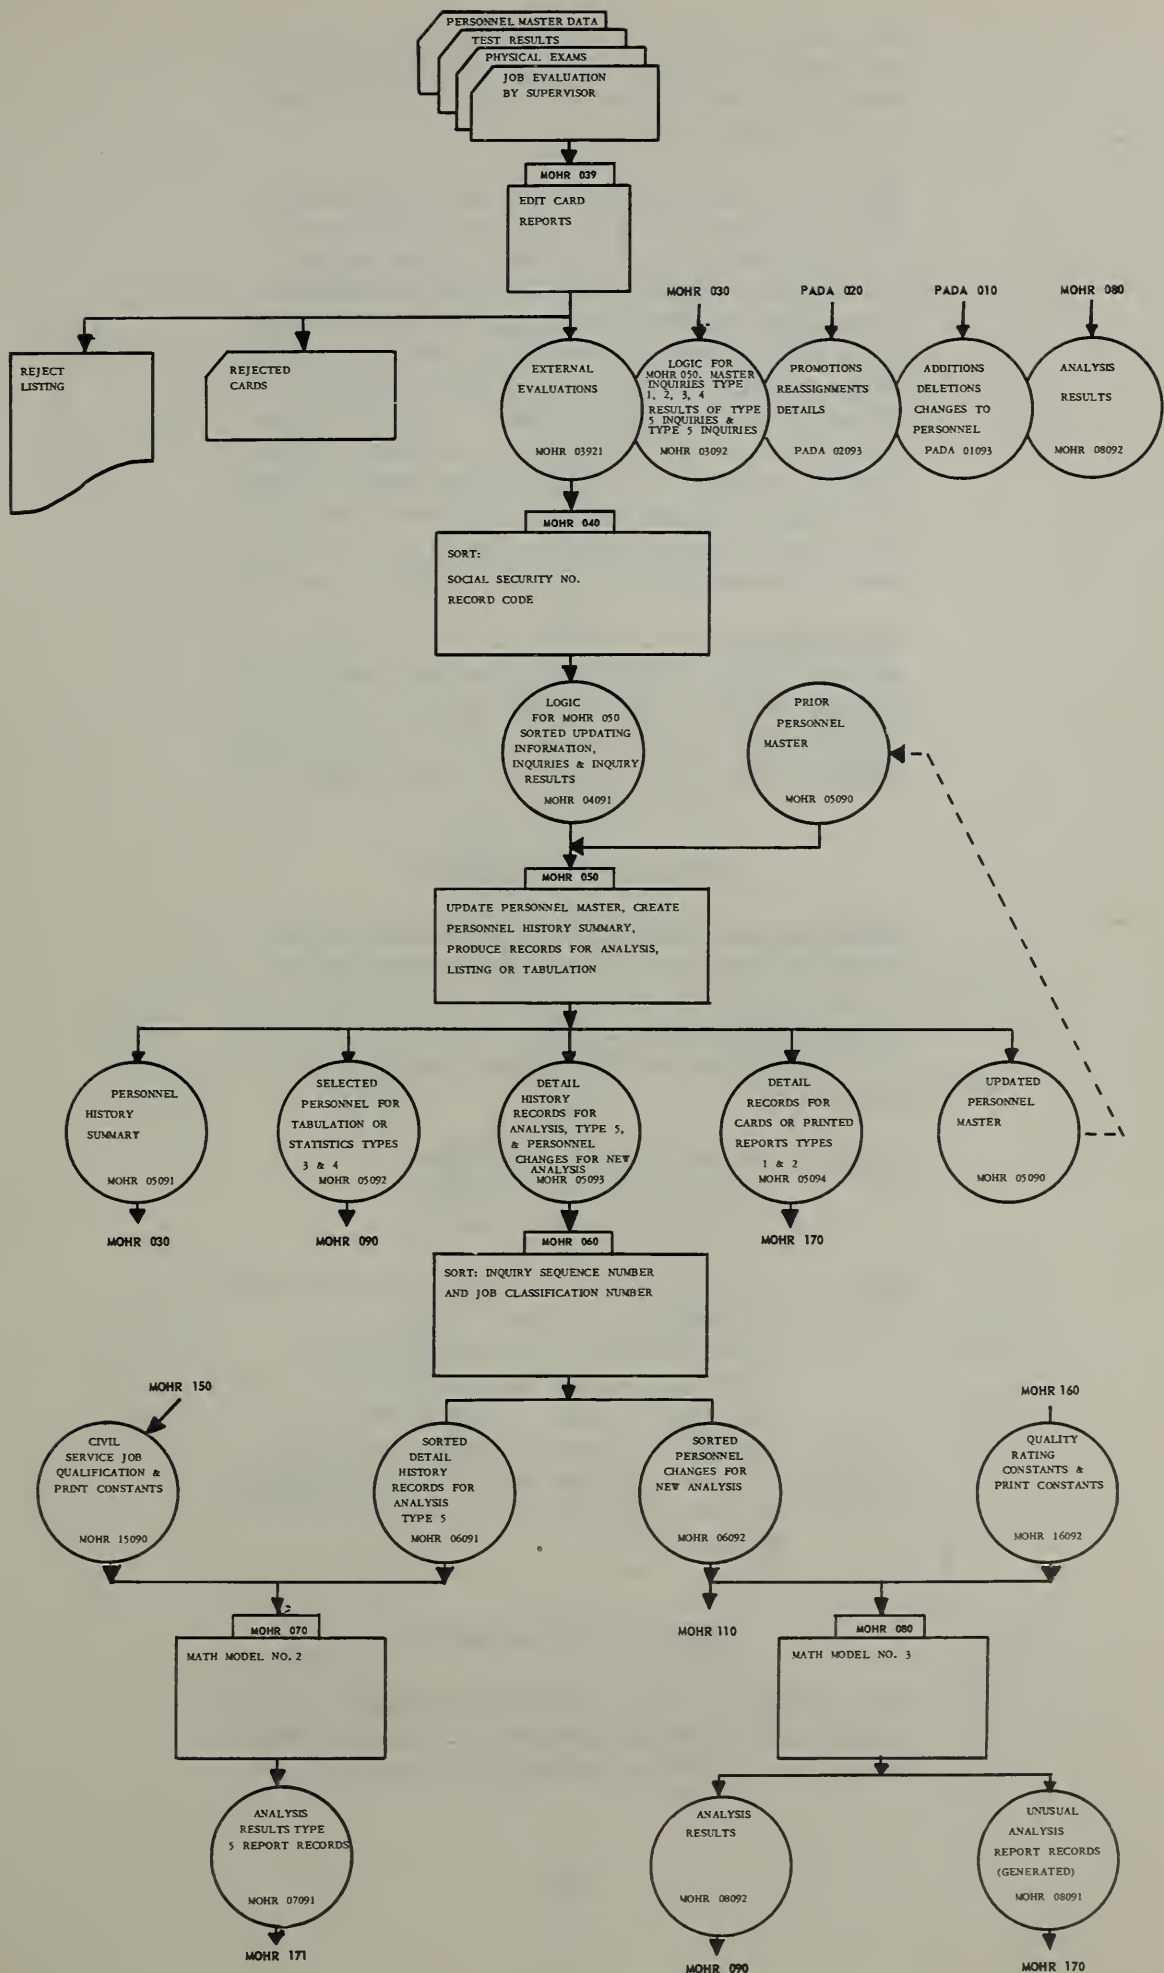 PERSONNEL MASTER DATA
TEST RESULTS
PHYSICAL EXAMS
JOB EVALUATION
BY SUPERVISOR
MOHR 039
EDIT CARD
REPORTS
MOHR 030
PADA 020
PADA 010
MOHR 080
REJECT
LISTING
REJECTED
CARDS
EXTERNAL
EVALUATIONS
MOHR 03921
LOGIC FOR
MOHR 050. MASTER
INQUIRIES TYPE
1, 2, 3, 4
RESULTS OF TYPE
5 INQUIRIES &
TYPE 5 INQUIRIES
MOHR 03092
PROMOTIONS
REASSIGNMENTS
DETAILS
PADA 02093
ADDITIONS
DELETIONS
CHANGES TO
PERSONNEL
PADA 01093
ANALYSIS
RESULTS
MOHR 08092
MOHR 040
SORT:
SOCIAL SECURITY NO.
RECORD CODE
LOGIC
FOR MOHR 050
SORTED UPDATING
INFORMATION,
INQUIRIES & INQUIRY
RESULTS
MOHR 04091
PRIOR
PERSONNEL
MASTER
MOHR 05090
MOHR 050
UPDATE PERSONNEL MASTER, CREATE
PERSONNEL HISTORY SUMMARY,
PRODUCE RECORDS FOR ANALYSIS,
LISTING OR TABULATION
PERSONNEL
HISTORY
SUMMARY
MOHR 05091
MOHR 030
SELECTED
PERSONNEL FOR
TABULATION OR
STATISTICS TYPES
3 & 4
MOHR 05092
MOHR 090
DETAIL
HISTORY
RECORDS FOR
ANALYSIS, TYPE 5,
& PERSONNEL
CHANGES FOR NEW
ANALYSIS
MOHR 05093
DETAIL
RECORDS FOR
CARDS OR PRINTED
REPORTS TYPES
1 & 2
MOHR 05094
MOHR 170
UPDATED
PERSONNEL
MASTER
MOHR 05090
MOHR 060
SORT: INQUIRY SEQUENCE NUMBER
AND JOB CLASSIFICATION NUMBER
MOHR 150
CIVIL
SERVICE JOB
QUALIFICATION &
PRINT CONSTANTS
MOHR 15090
SORTED
DETAIL
HISTORY
RECORDS FOR
ANALYSIS
TYPE 5
MOHR 06091
SORTED
PERSONNEL
CHANGES FOR
NEW ANALYSIS
MOHR 06092
MOHR 160
QUALITY
RATING
CONSTANTS &
PRINT CONSTANTS
MOHR 16092
MOHR 110
MOHR 070
MATH MODEL NO. 2
MOHR 080
MATH MODEL NO. 3
ANALYSIS
RESULTS TYPE
5 REPORT RECORDS
MOHR 07091
MOHR 171
ANALYSIS
RESULTS
MOHR 08092
MOHR 090
UNUSUAL
ANALYSIS
REPORT RECORDS
(GENERATED)
MOHR 08091
MOHR 170